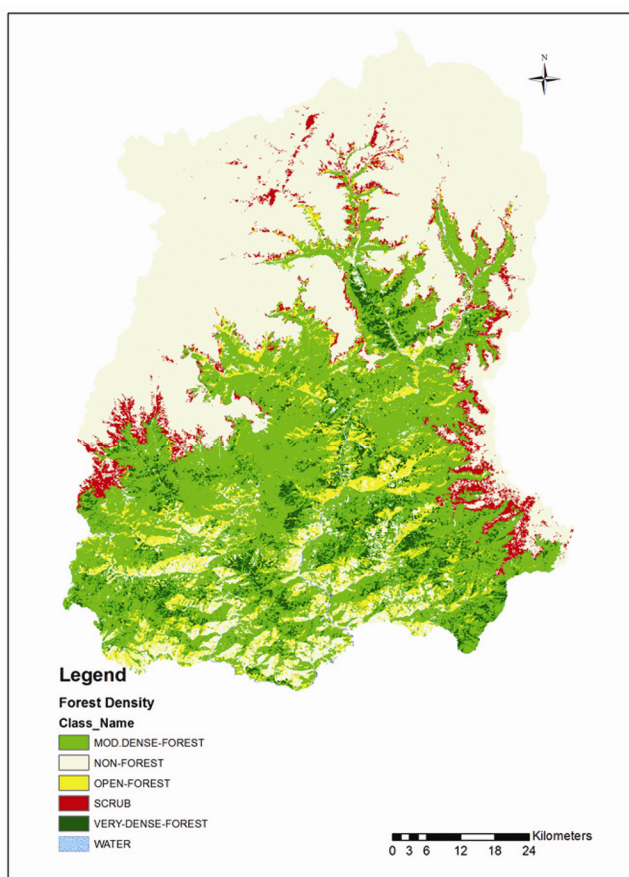 N
Legend
Forest Density
Class_Name
MOD.DENSE-FOREST
NON-FOREST
OPEN-FOREST
SCRUB
VERY-DENSE-FOREST
WATER
Kilometers
0 3 6 12 18 24